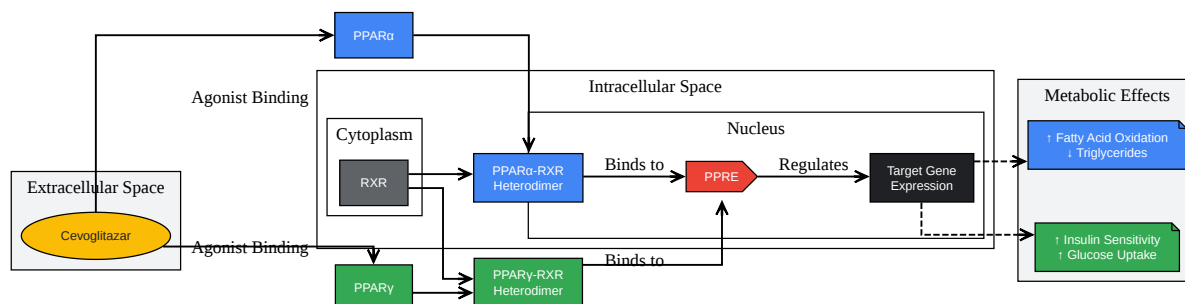 PPARα
Intracellular Space
Agonist Binding
Metabolic Effects
Nucleus
Cytoplasm
↑ Fatty Acid Oxidation
↓ Triglycerides
RXR
PPARα-RXR
Heterodimer
Binds to
PPRE
Regulates
Target Gene
Expression
Extracellular Space
Cevoglitazar
Agonist Binding
↑ Insulin Sensitivity
↑ Glucose Uptake
Binds to
PPARγ
PPARγ-RXR
Heterodimer